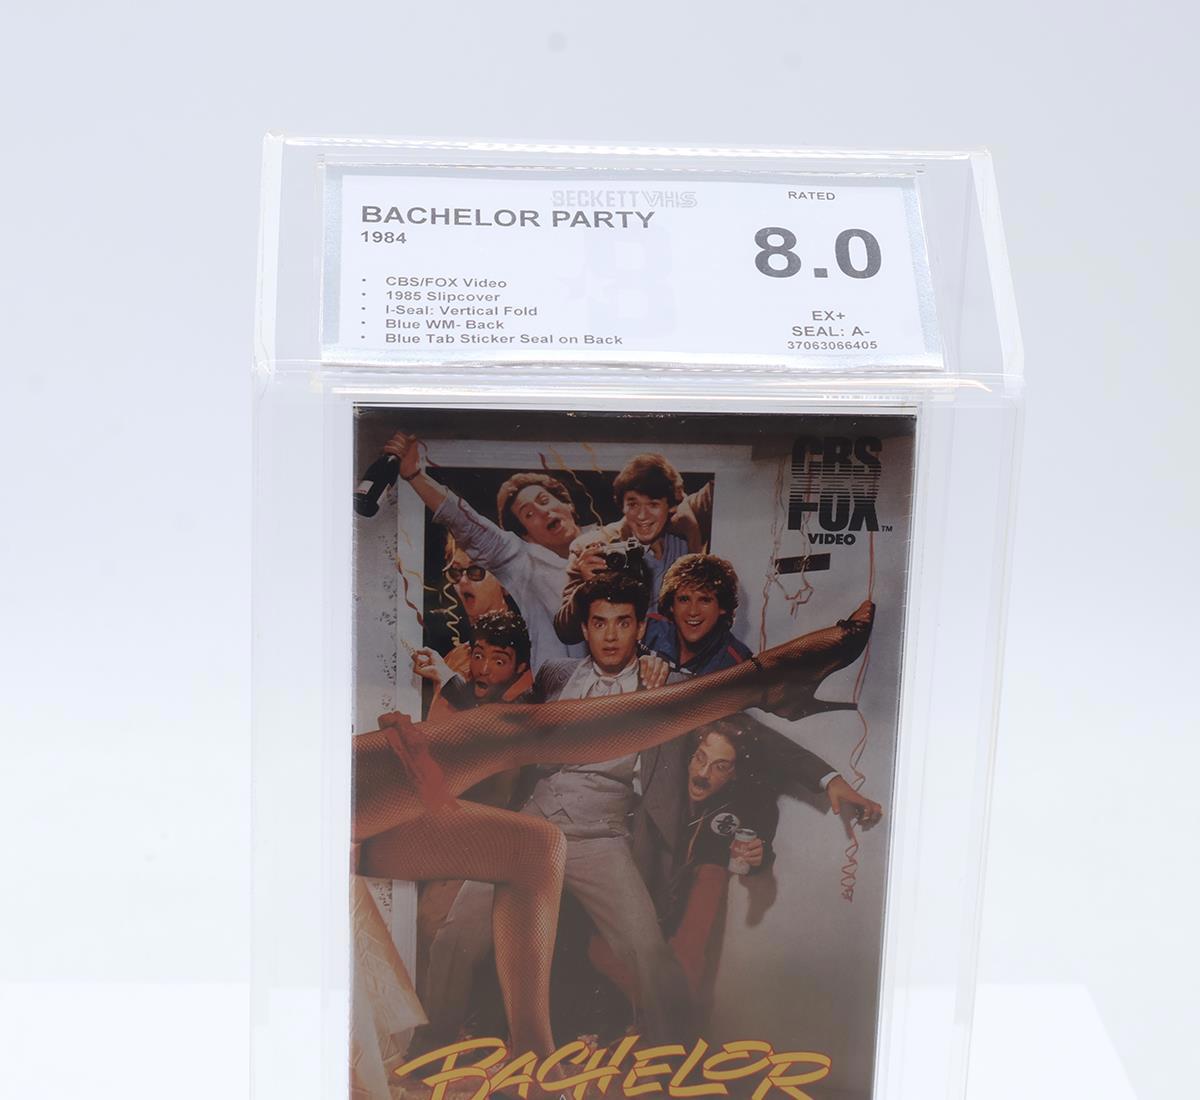 BECKETT VHS
RATED
BACHELOR PARTY
1984
8.0
• CBS/FOX Video
• 1985 Slipcover
• I-Seal: Vertical Fold
• Blue WM- Back
• Blue Tab Sticker Seal on Back
EX+
SEAL: A-
37063066405
B
CBS
FOX™
VIDEO
BACHELOR